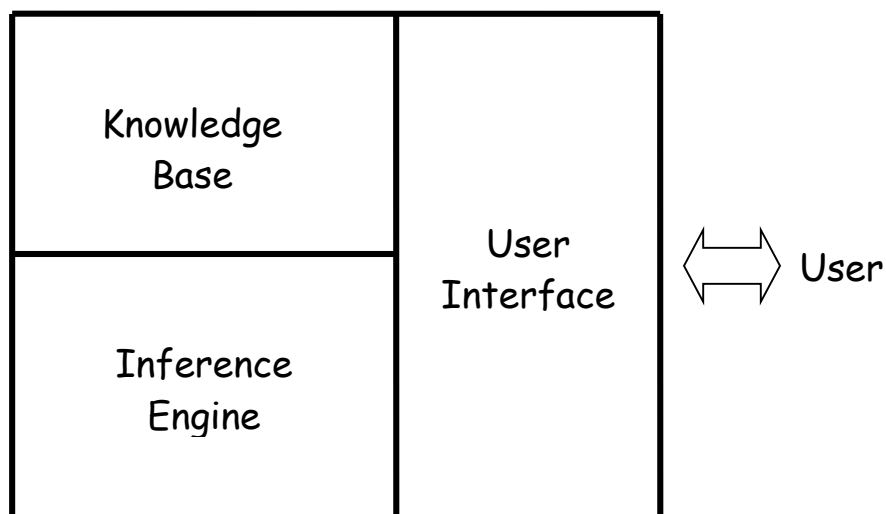 Knowledge
Base
User
Interface
User
Inference
Engine